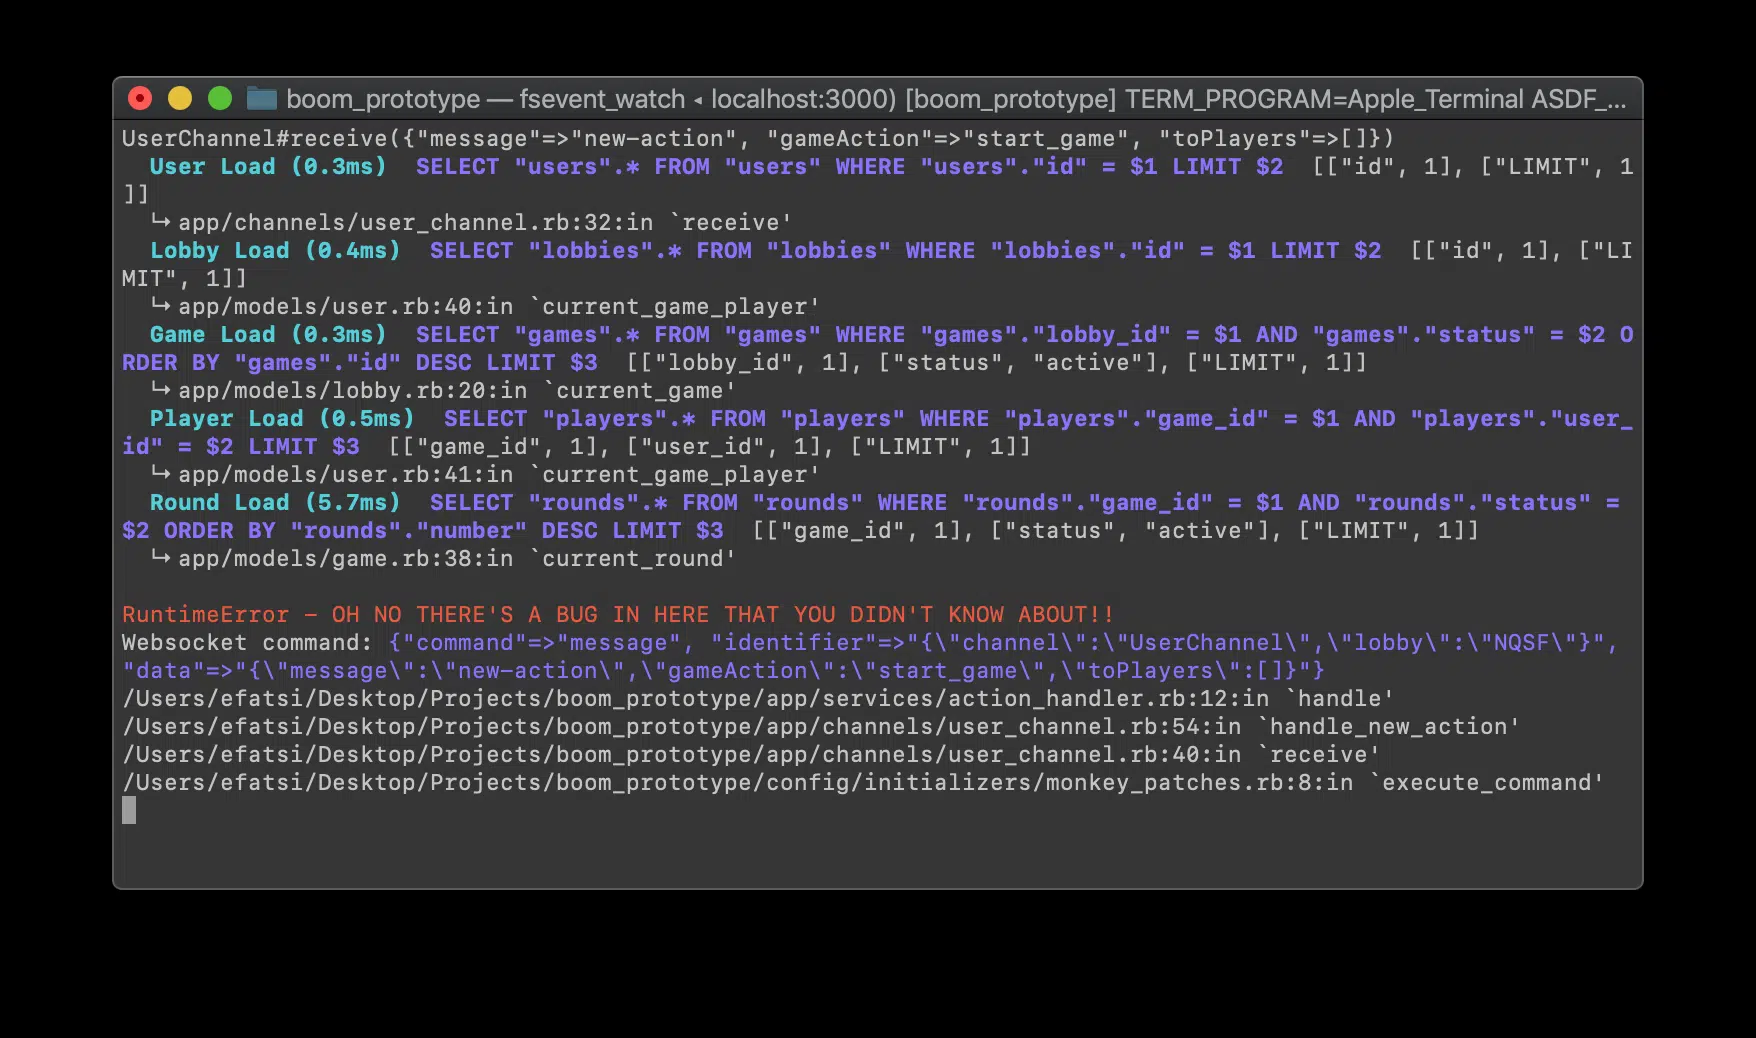 boom_prototype — fsevent_watch ◂ localhost:3000) [boom_prototype] TERM_PROGRAM=Apple_Terminal ASDF_...
UserChannel#receive({"message"=>"new-action", "gameAction"=>"start_game", "toPlayers"=>[]})
User Load (0.3ms)  SELECT "users".* FROM "users" WHERE "users"."id" = $1 LIMIT $2  [["id", 1], ["LIMIT", 1
]]
↳ app/channels/user_channel.rb:32:in `receive'
Lobby Load (0.4ms)  SELECT "lobbies".* FROM "lobbies" WHERE "lobbies"."id" = $1 LIMIT $2  [["id", 1], ["LI
MIT", 1]]
↳ app/models/user.rb:40:in `current_game_player'
Game Load (0.3ms)  SELECT "games".* FROM "games" WHERE "games"."lobby_id" = $1 AND "games"."status" = $2 O
RDER BY "games"."id" DESC LIMIT $3  [["lobby_id", 1], ["status", "active"], ["LIMIT", 1]]
↳ app/models/lobby.rb:20:in `current_game'
Player Load (0.5ms)  SELECT "players".* FROM "players" WHERE "players"."game_id" = $1 AND "players"."user_
id" = $2 LIMIT $3  [["game_id", 1], ["user_id", 1], ["LIMIT", 1]]
↳ app/models/user.rb:41:in `current_game_player'
Round Load (5.7ms)  SELECT "rounds".* FROM "rounds" WHERE "rounds"."game_id" = $1 AND "rounds"."status" =
$2 ORDER BY "rounds"."number" DESC LIMIT $3  [["game_id", 1], ["status", "active"], ["LIMIT", 1]]
↳ app/models/game.rb:38:in `current_round'
RuntimeError – OH NO THERE'S A BUG IN HERE THAT YOU DIDN'T KNOW ABOUT!!
Websocket command: {"command"=>"message", "identifier"=>"{\"channel\":\"UserChannel\",\"lobby\":\"NQSF\"}",
"data"=>"{\"message\":\"new-action\",\"gameAction\":\"start_game\",\"toPlayers\":[]}"}
/Users/efatsi/Desktop/Projects/boom_prototype/app/services/action_handler.rb:12:in `handle'
/Users/efatsi/Desktop/Projects/boom_prototype/app/channels/user_channel.rb:54:in `handle_new_action'
/Users/efatsi/Desktop/Projects/boom_prototype/app/channels/user_channel.rb:40:in `receive'
/Users/efatsi/Desktop/Projects/boom_prototype/config/initializers/monkey_patches.rb:8:in `execute_command'